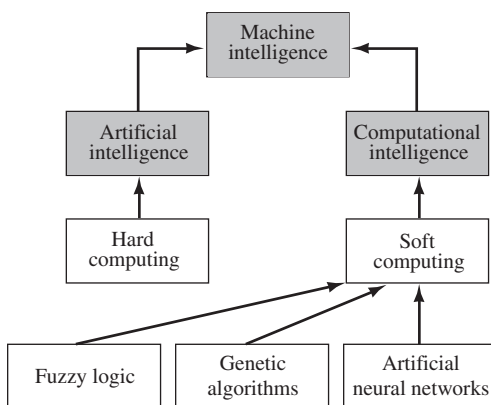 Machine
intelligence
Artificial
intelligence
Computational
intelligence
Hard
computing
Soft
computing
Fuzzy logic
Genetic
algorithms
Artificial
neural networks